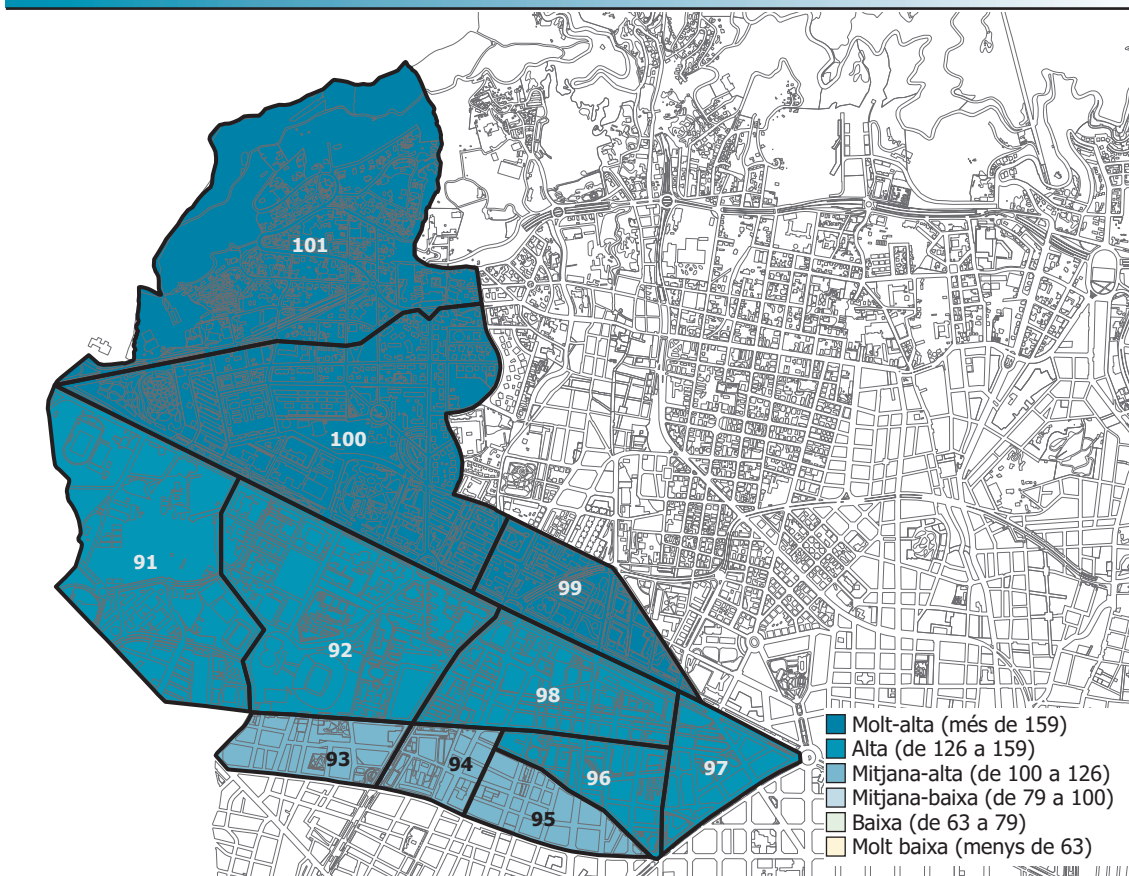 101
100
99
91
92
98
97
96
93
94
95
Molt-alta (més de 159)
Alta (de 126 a 159)
Mitjana-alta (de 100 a 126)
Mitjana-baixa (de 79 a 100)
Baixa (de 63 a 79)
Molt baixa (menys de 63)